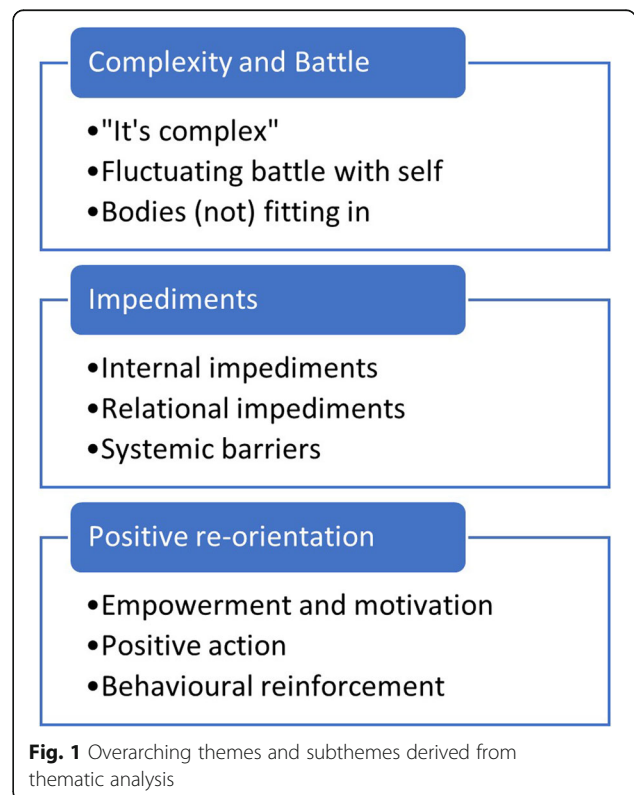 Complexity and Battle
•"It's complex"
•Fluctuating battle with self
•Bodies (not) fitting in
Impediments
•Internal impediments
•Relational impediments
•Systemic barriers
Positive re-orientation
•Empowerment and motivation
•Positive action
•Behavioural reinforcement
Fig. 1 Overarching themes and subthemes derived from
thematic analysis